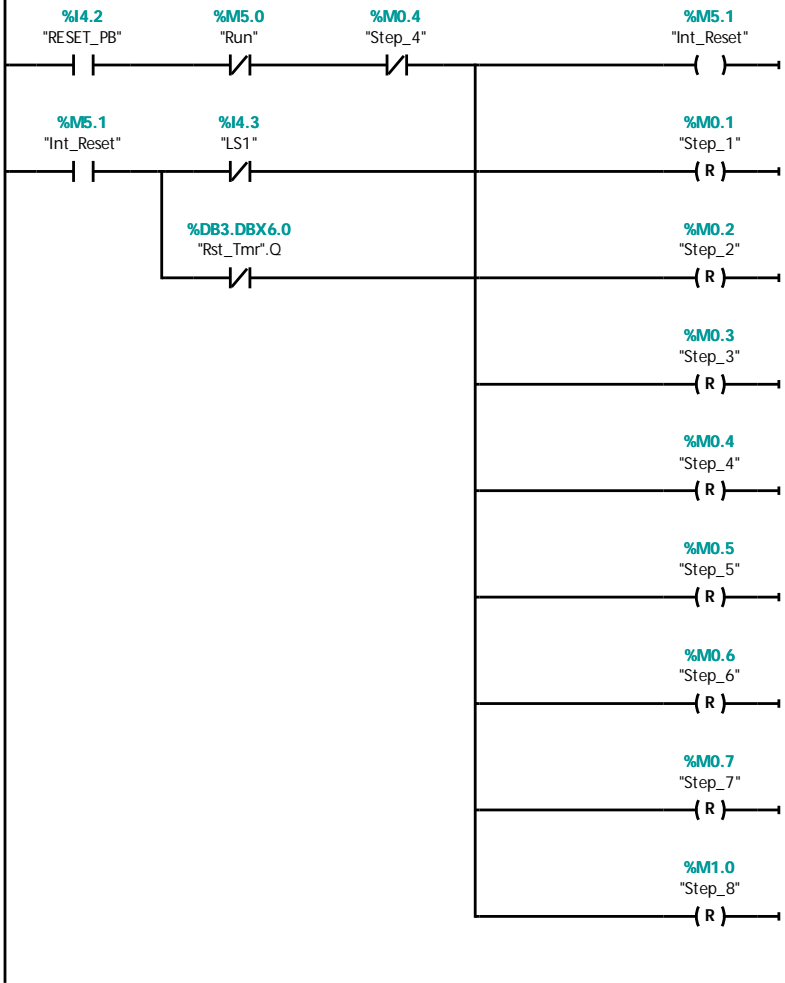 %I4.2 %M5.0 %M0.4 %M5.1
"RESET_PB" "Run" "Step_4" "Int_Reset"
%M5.1 %I4.3 %M0.1
"Int_Reset" "LS1" "Step_1"
R
%DB3.DBX6.0 %M0.2
"Rst_Tmr".Q "Step_2"
R
%M0.3
"Step_3"
R
%M0.4
"Step_4"
R
%M0.5
"Step_5"
R
%M0.6
"Step_6"
R
%M0.7
"Step_7"
R
%M1.0
"Step_8"
R